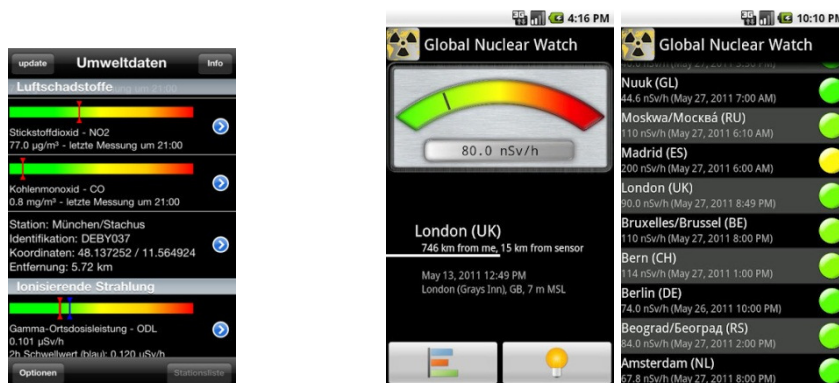 update Umweltdaten Info
Luftschadstoffe
Stickstoffdioxid - NO2
77.0 µg/m³ - letzte Messung um 21:00
Kohlenmonoxid - CO
0.8 mg/m³ - letzte Messung um 21:00
Station: München/Stachus
Identifikation: DEBY037
Koordinaten: 48.137252 / 11.564924
Entfernung: 5.72 km
Ionisierende Strahlung
Gamma-Ortsdosisleistung - ODL
0.101 µSv/h
2h Schwellwert (blau): 0.120 µSv/h
Optionen Stationsliste
3G 4:16 PM
Global Nuclear Watch
80.0 nSv/h
London (UK)
746 km from me, 15 km from sensor
May 13, 2011 12:49 PM
London (Grays Inn), GB, 7 m MSL
3G 10:10 PM
Global Nuclear Watch
Nuuk (GL)
44.6 nSv/h (May 27, 2011 7:00 AM)
Moskwa/Москва́ (RU)
110 nSv/h (May 27, 2011 6:10 AM)
Madrid (ES)
200 nSv/h (May 27, 2011 6:00 AM)
London (UK)
90.0 nSv/h (May 27, 2011 8:49 PM)
Bruxelles/Brussel (BE)
110 nSv/h (May 27, 2011 8:00 PM)
Bern (CH)
114 nSv/h (May 27, 2011 1:00 PM)
Berlin (DE)
74.0 nSv/h (May 26, 2011 10:00 PM)
Beograd/Београд (RS)
84.0 nSv/h (May 27, 2011 2:00 PM)
Amsterdam (NL)
67.8 nSv/h (May 27, 2011 8:00 PM)